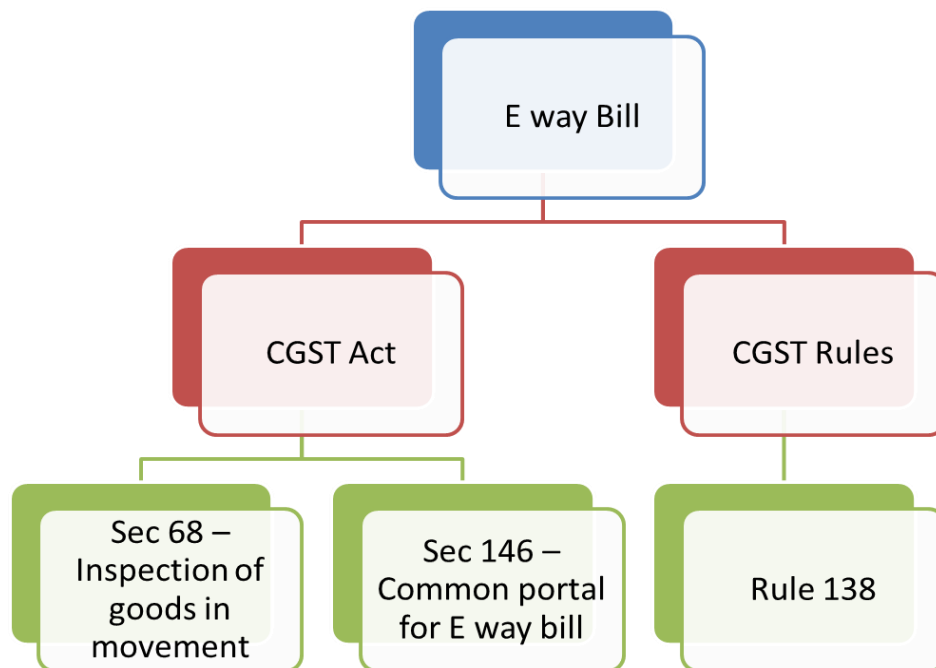 E way Bill
CGST Act
CGST Rules
Sec 68 –
Inspection of
goods in
movement
Sec 146 –
Common portal
for E way bill
Rule 138